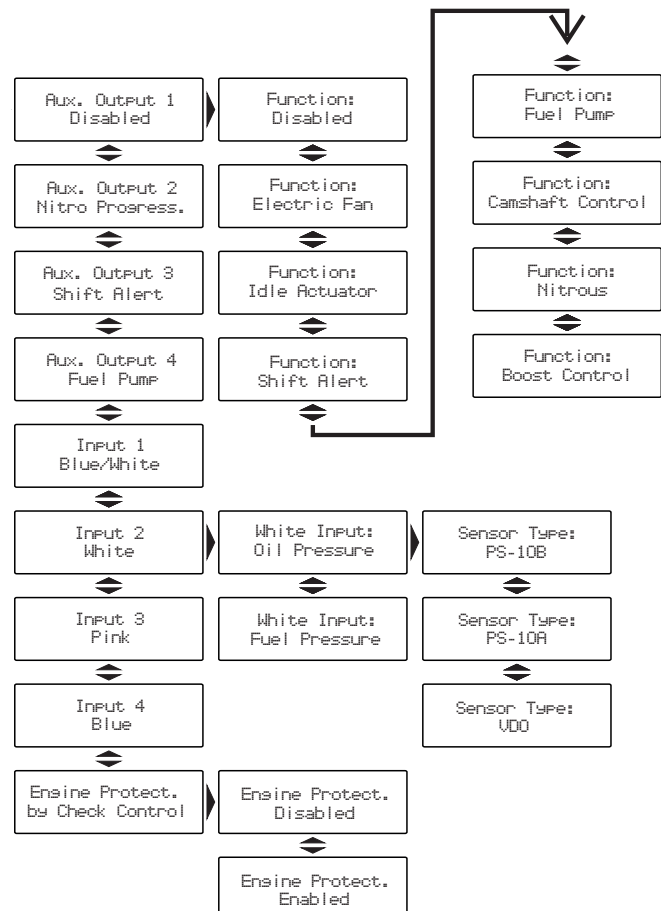 Aux. Output 1
Disabled
Function:
Disabled
Function:
Fuel Pump
Aux. Output 2
Nitro Progress.
Function:
Electric Fan
Function:
Camshaft Control
Aux. Output 3
Shift Alert
Function:
Idle Actuator
Function:
Nitrous
Aux. Output 4
Fuel Pump
Function:
Shift Alert
Function:
Boost Control
Input 1
Blue/White
Input 2
White
White Input:
Oil Pressure
Sensor Type:
PS-10B
Input 3
Pink
White Input:
Fuel Pressure
Sensor Type:
PS-10A
Input 4
Blue
Sensor Type:
VDO
Engine Protect.
by Check Control
Engine Protect.
Disabled
Engine Protect.
Enabled